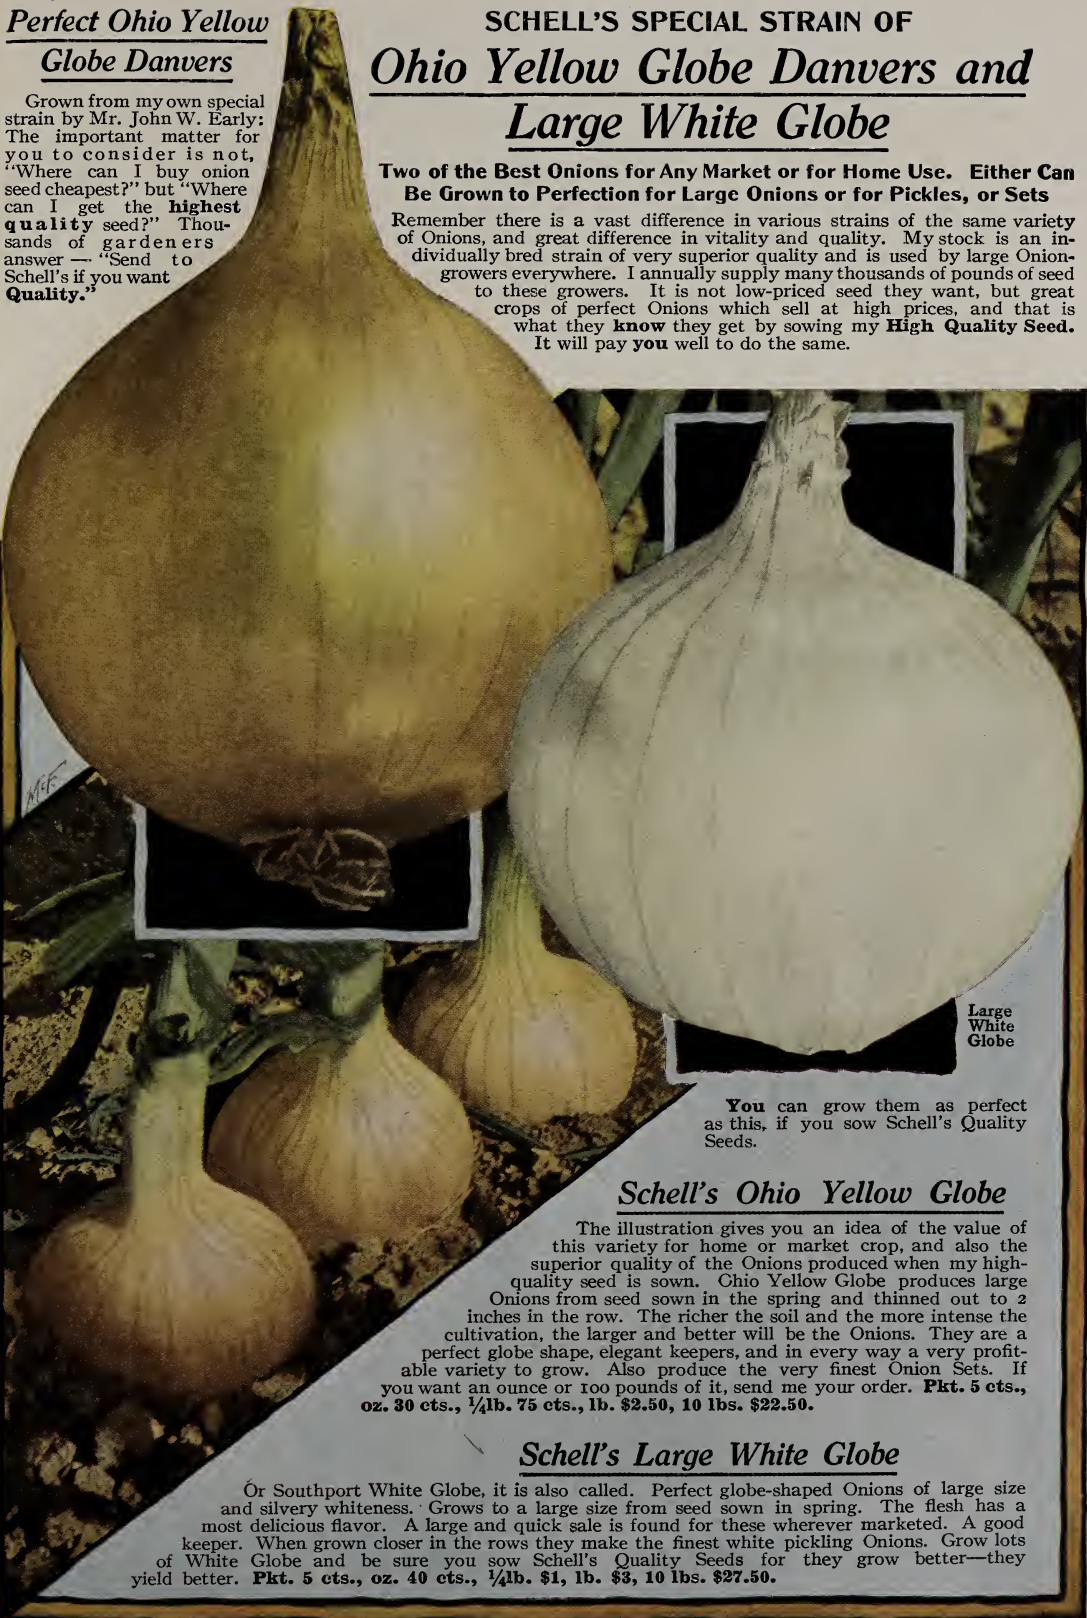 Perfect Ohio Yellow
Globe Danvers
Grown from my own special
strain by Mr. John W. Early:
The important matter for
you to consider is not,
"Where can I buy onion
seed cheapest?" but "Where
can I get the highest
quality seed?" Thou-
sands of gardeners
answer — "Send to
Schell's if you want
Quality."
SCHELL'S SPECIAL STRAIN OF
Ohio Yellow Globe Danvers and
Large White Globe
Two of the Best Onions for Any Market or for Home Use. Either Can
Be Grown to Perfection for Large Onions or for Pickles, or Sets
Remember there is a vast difference in various strains of the same variety
of Onions, and great difference in vitality and quality. My stock is an in-
dividually bred strain of very superior quality and is used by large Onion-
growers everywhere. I annually supply many thousands of pounds of seed
to these growers. It is not low-priced seed they want, but great
crops of perfect Onions which sell at high prices, and that is
what they know they get by sowing my High Quality Seed.
It will pay you well to do the same.
McF.
Large
White
Globe
You can grow them as perfect
as this, if you sow Schell's Quality
Seeds.
Schell's Ohio Yellow Globe
The illustration gives you an idea of the value of
this variety for home or market crop, and also the
superior quality of the Onions produced when my high-
quality seed is sown. Ohio Yellow Globe produces large
Onions from seed sown in the spring and thinned out to 2
inches in the row. The richer the soil and the more intense the
cultivation, the larger and better will be the Onions. They are a
perfect globe shape, elegant keepers, and in every way a very profit-
able variety to grow. Also produce the very finest Onion Sets. If
you want an ounce or 100 pounds of it, send me your order. Pkt. 5 cts.,
oz. 30 cts., ¼lb. 75 cts., lb. $2.50, 10 lbs. $22.50.
Schell's Large White Globe
Or Southport White Globe, it is also called. Perfect globe-shaped Onions of large size
and silvery whiteness. Grows to a large size from seed sown in spring. The flesh has a
most delicious flavor. A large and quick sale is found for these wherever marketed. A good
keeper. When grown closer in the rows they make the finest white pickling Onions. Grow lots
of White Globe and be sure you sow Schell's Quality Seeds for they grow better—they
yield better. Pkt. 5 cts., oz. 40 cts., ¼lb. $1, lb. $3, 10 lbs. $27.50.